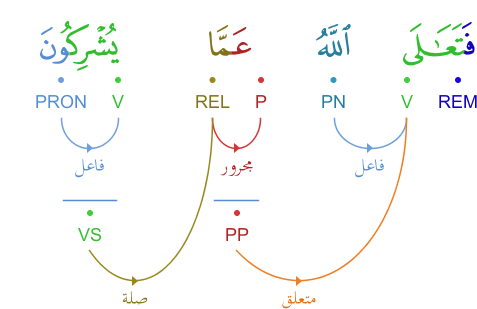 فَتَعَـٰلَى ٱللَّهُ عَمَّا يُشْرِكُونَ
REM V PN P REL V PRON
فاعل مجرور فاعل
PP VS
متعلق صلة